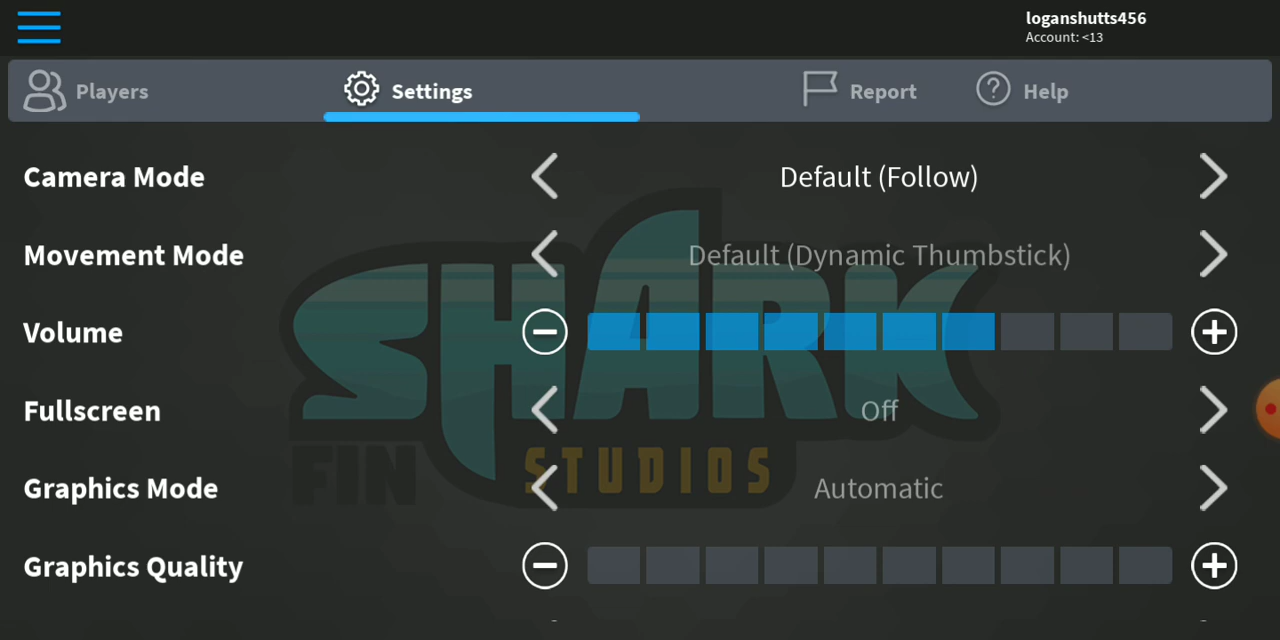 loganshutts456
Account: <13
Players
Settings
Report
Help
Camera Mode
Default (Follow)
Movement Mode
Default (Dynamic Thumbstick)
Volume
Fullscreen
Off
Graphics Mode
Automatic
Graphics Quality
SHARK
FIN STUDIOS